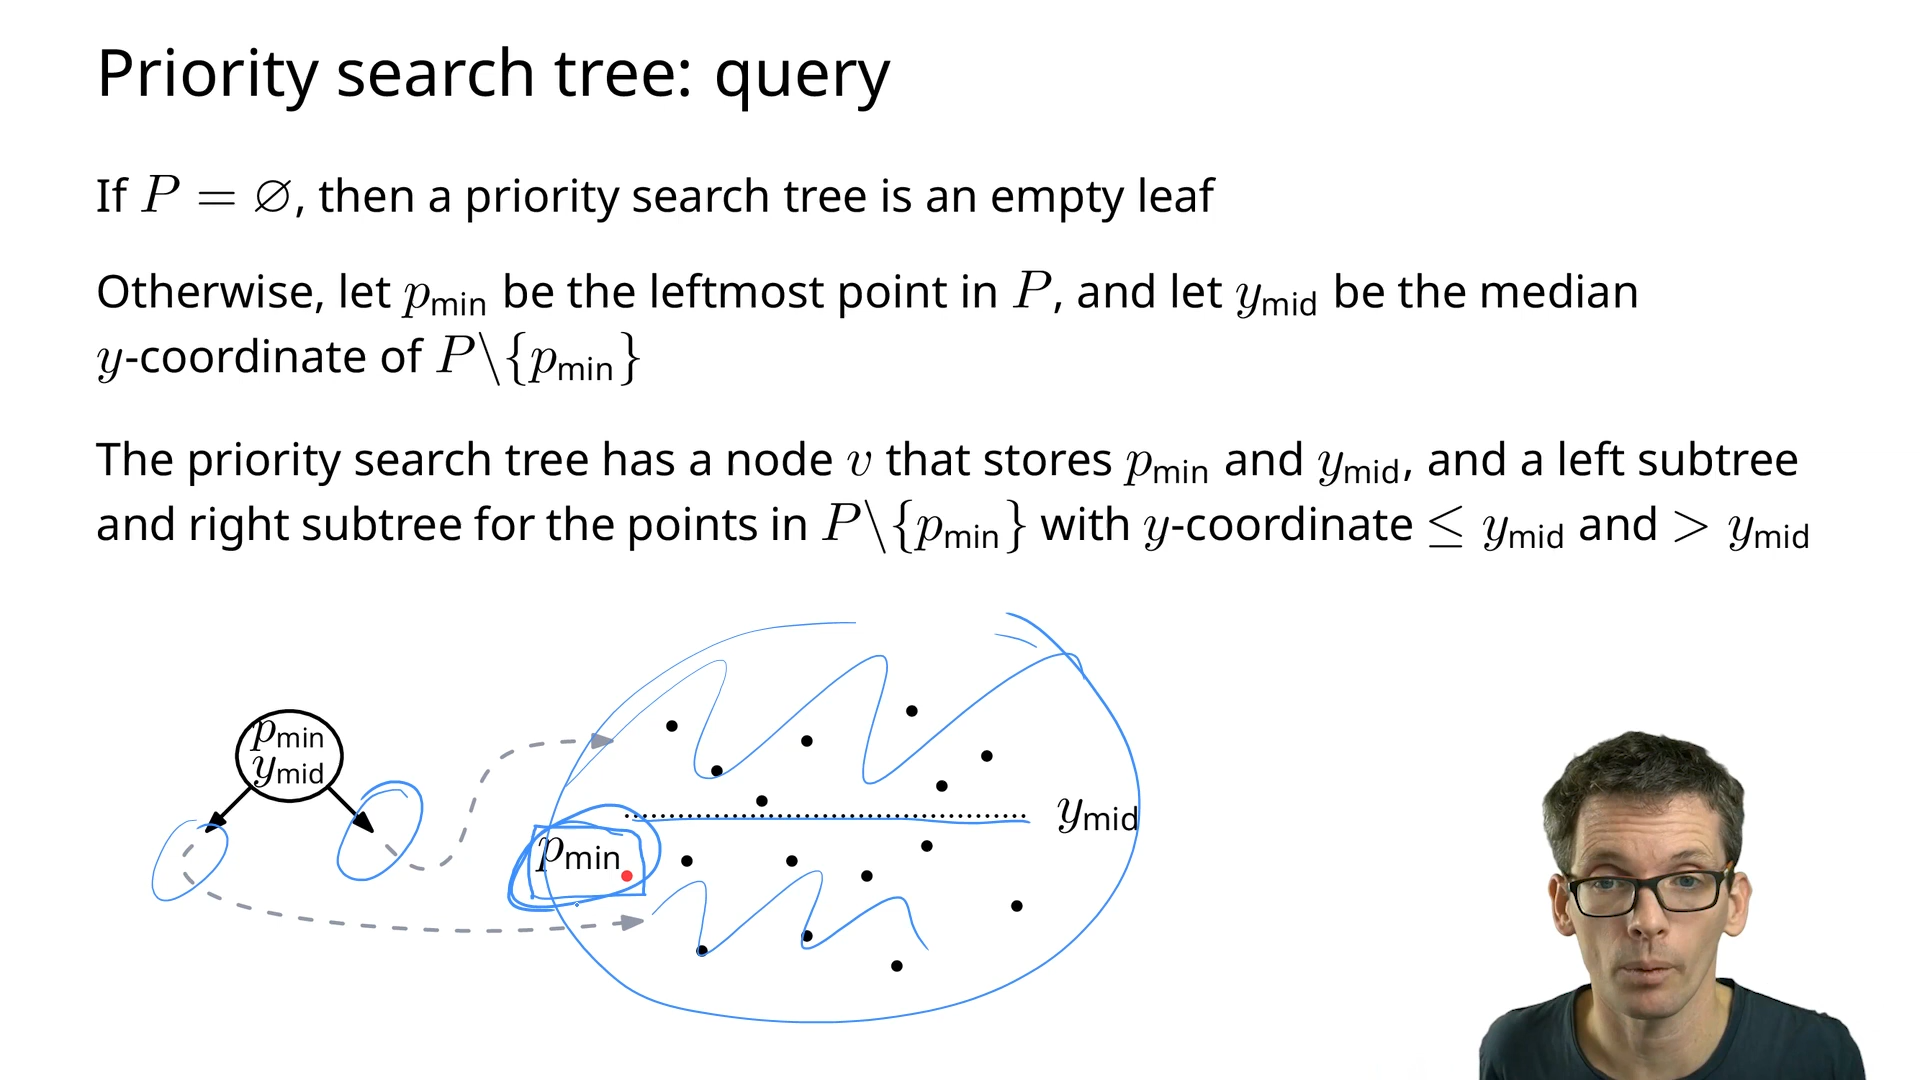 Priority search tree: query
If P = ∅, then a priority search tree is an empty leaf
Otherwise, let p_min be the leftmost point in P, and let y_mid be the median
y-coordinate of P\{p_min}
The priority search tree has a node v that stores p_min and y_mid, and a left subtree
and right subtree for the points in P\{p_min} with y-coordinate ≤ y_mid and > y_mid
p_min
y_mid
y_mid
p_min